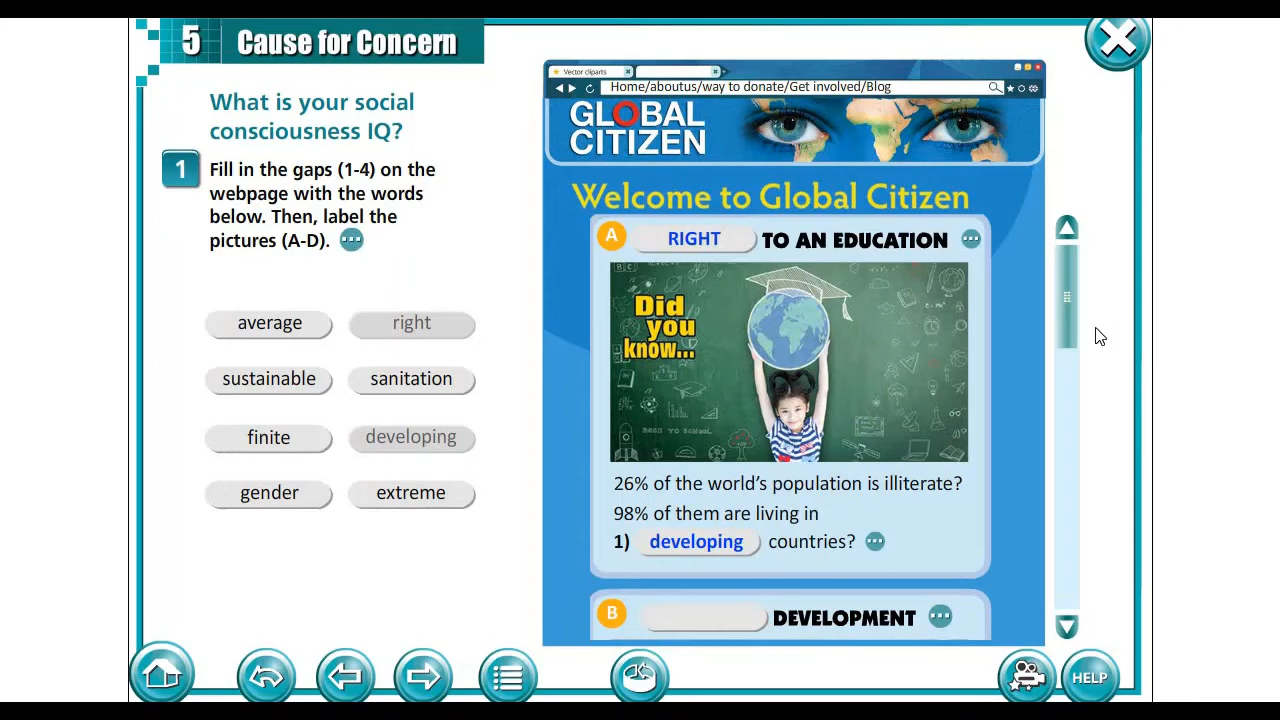 5 Cause for Concern
What is your social
consciousness IQ?
1 Fill in the gaps (1-4) on the
webpage with the words
below. Then, label the
pictures (A-D).
average right
sustainable sanitation
finite developing
gender extreme
Vector cliparts
Home/aboutus/way to donate/Get involved/Blog
GLOBAL
CITIZEN
Welcome to Global Citizen
A RIGHT TO AN EDUCATION
Did
you
know...
BACK TO SCHOOL
26% of the world's population is illiterate?
98% of them are living in
1) developing countries?
B DEVELOPMENT
HELP